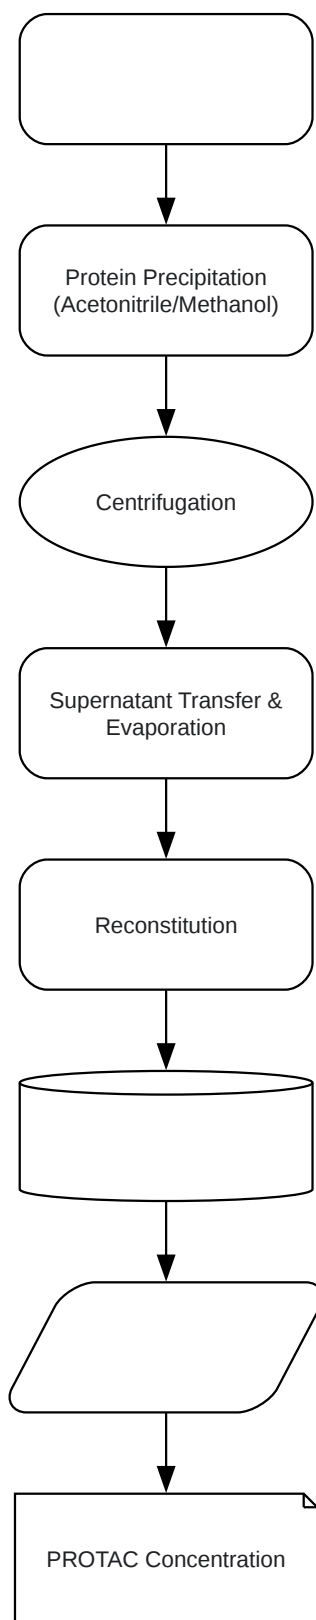 Protein Precipitation
(Acetonitrile/Methanol)
Centrifugation
Supernatant Transfer &
Evaporation
Reconstitution
PROTAC Concentration